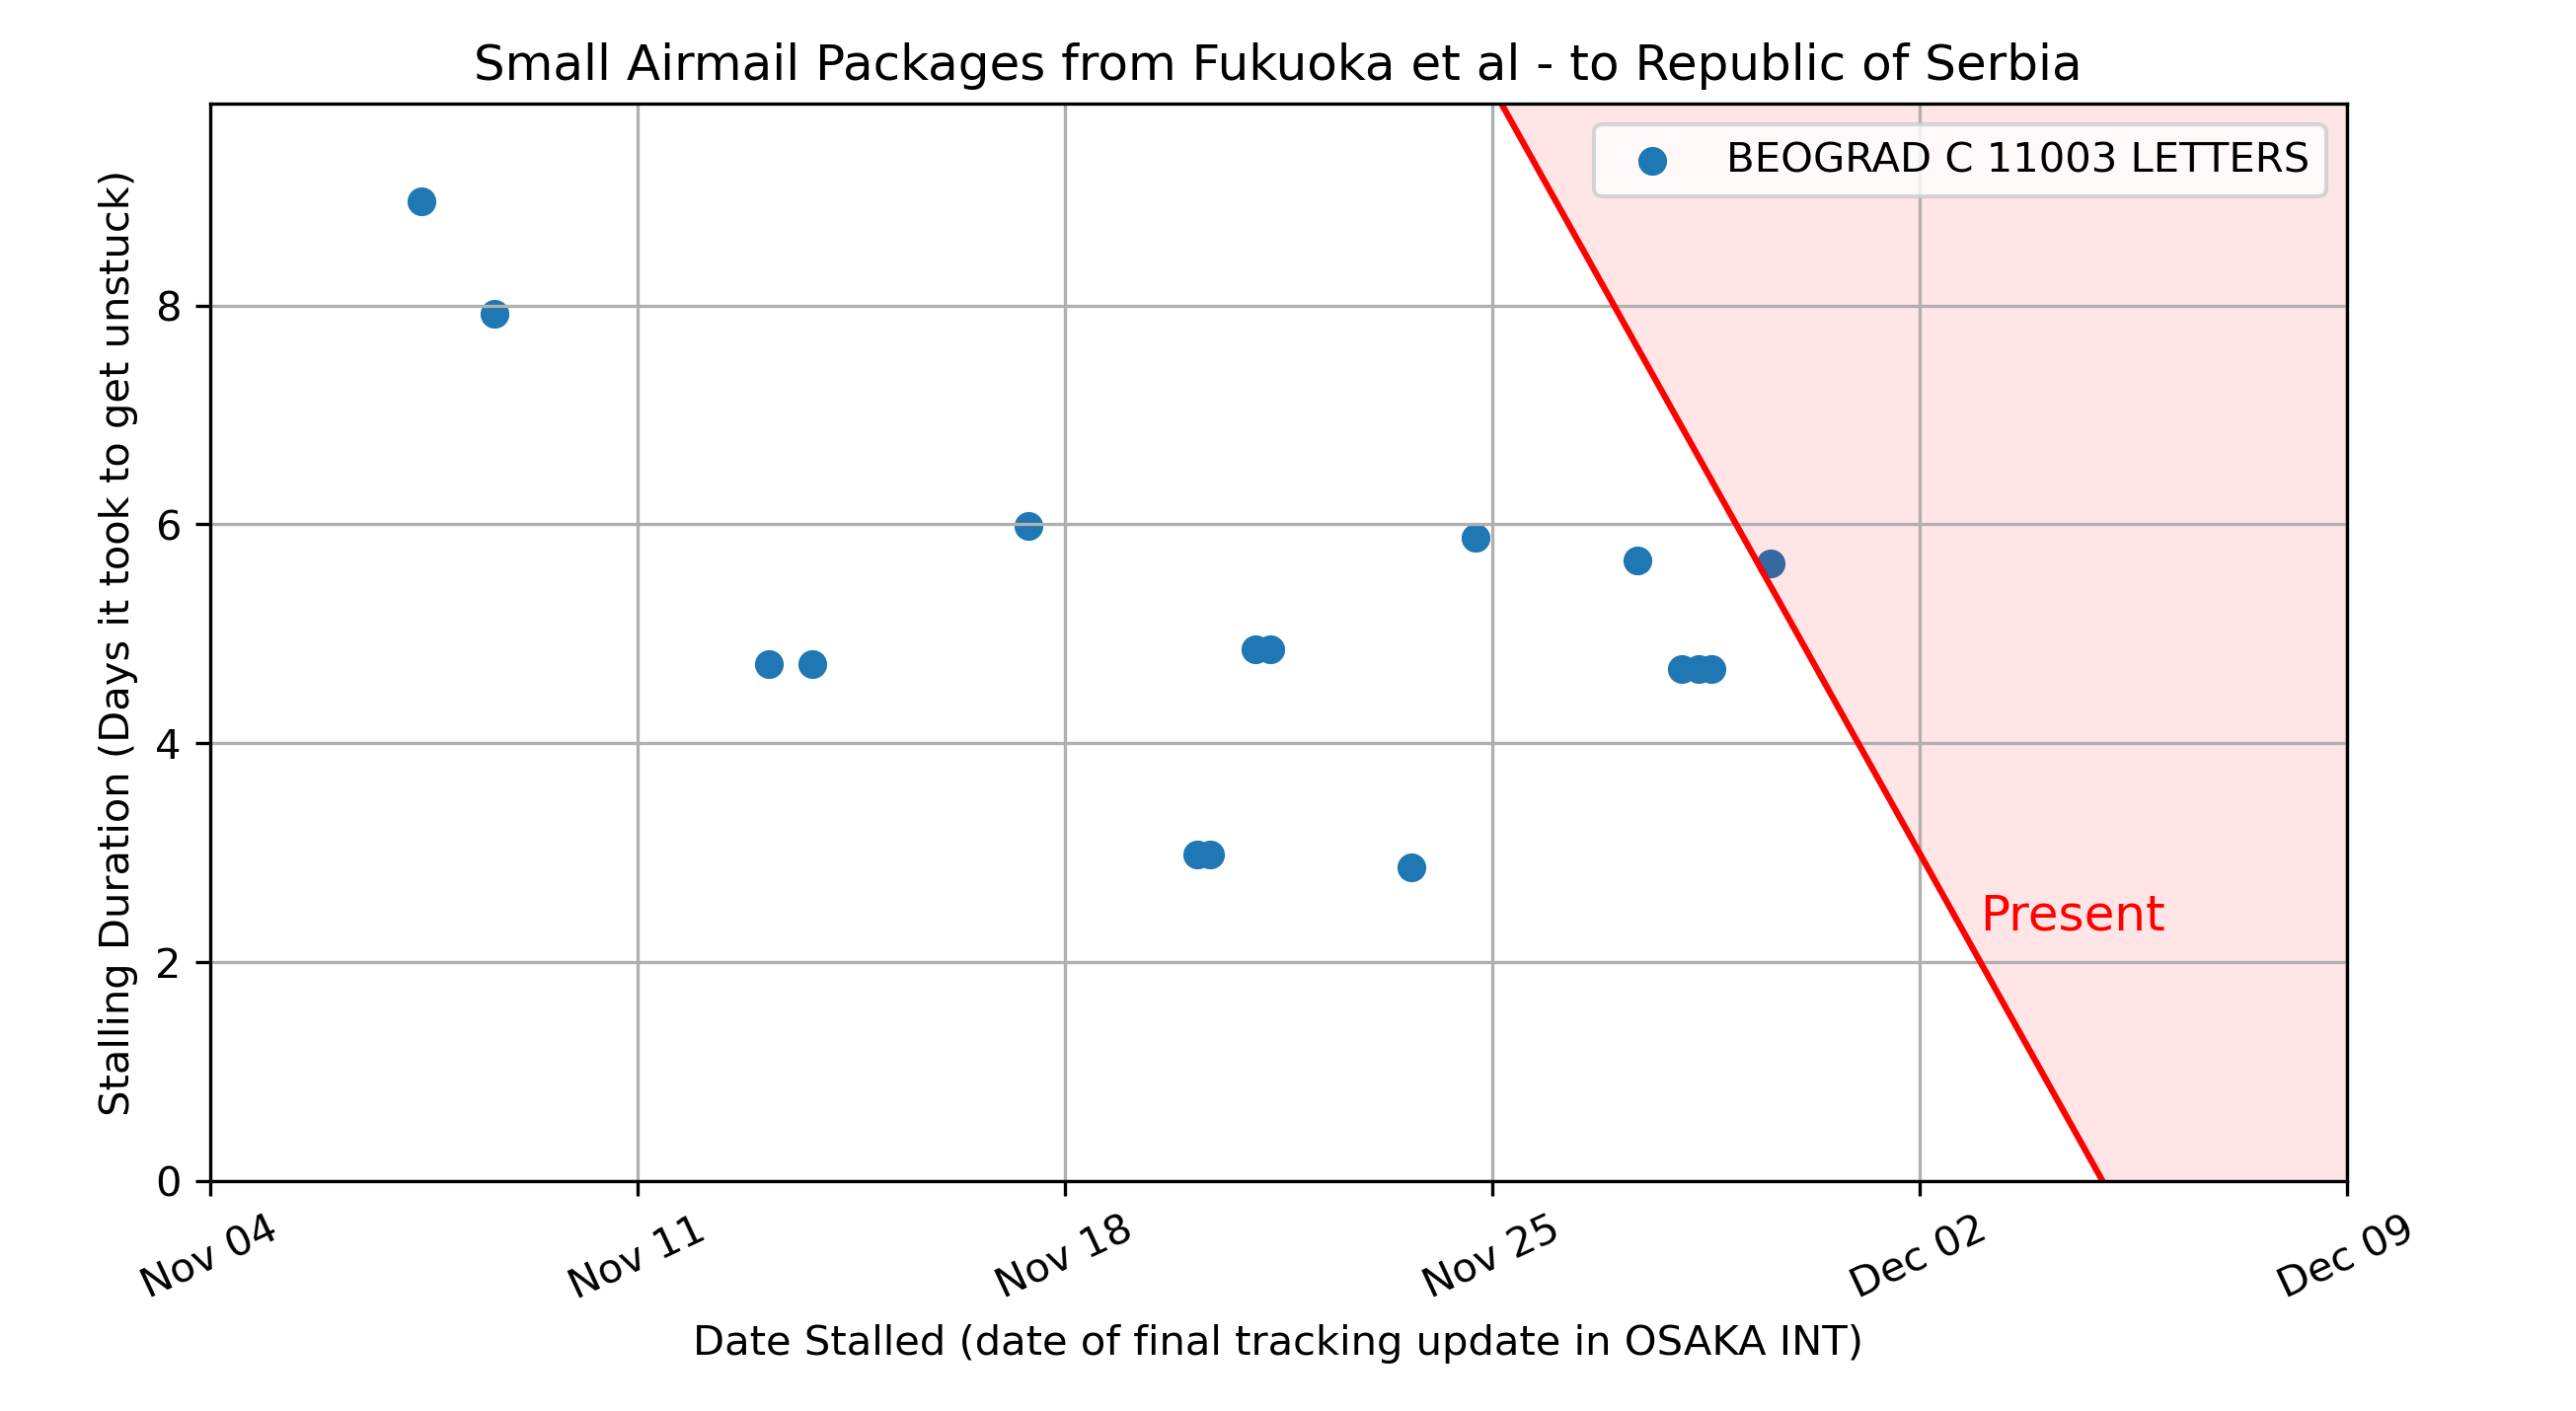 Small Airmail Packages from Fukuoka et al - to Republic of Serbia
BEOGRAD C 11003 LETTERS
Stalling Duration (Days it took to get unstuck)
8
6
4
2
0
Present
Nov 04
Nov 11
Nov 18
Nov 25
Dec 02
Dec 09
Date Stalled (date of final tracking update in OSAKA INT)